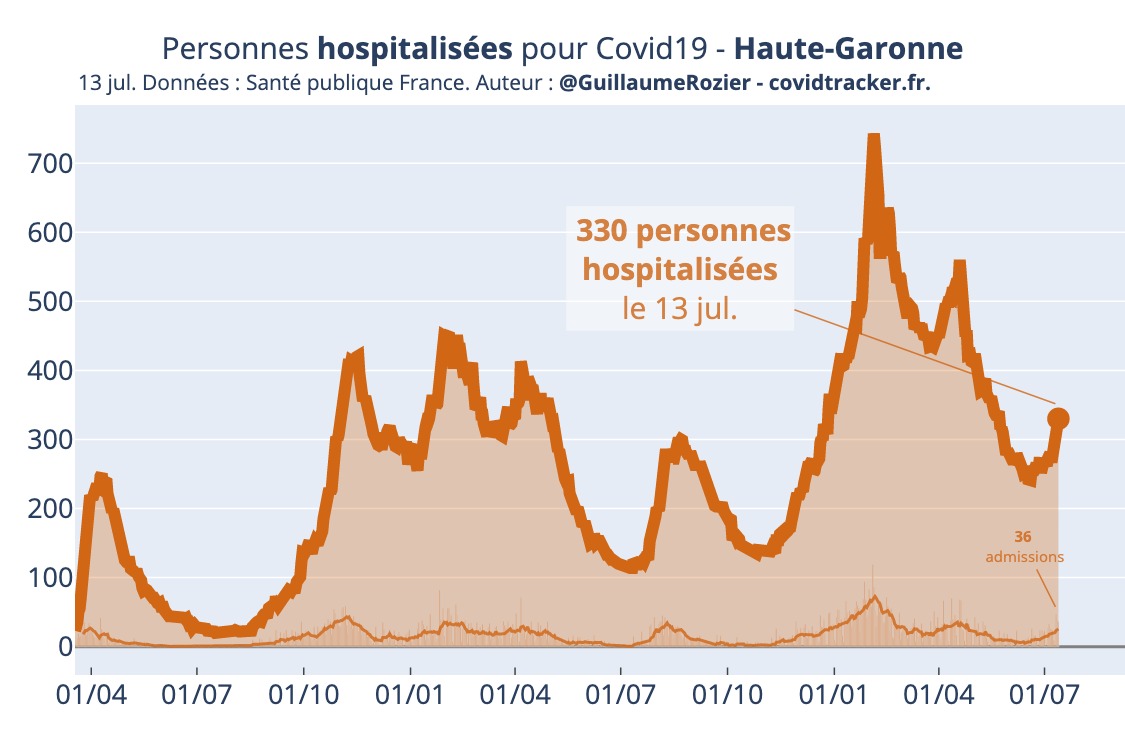 Personnes hospitalisées pour Covid19 - Haute-Garonne
13 jul. Données : Santé publique France. Auteur : @GuillaumeRozier - covidtracker.fr.
700
600
500
400
300
200
100
0
330 personnes
hospitalisées
le 13 jul.
36
admissions
01/04 01/07 01/10 01/01 01/04 01/07 01/10 01/01 01/04 01/07